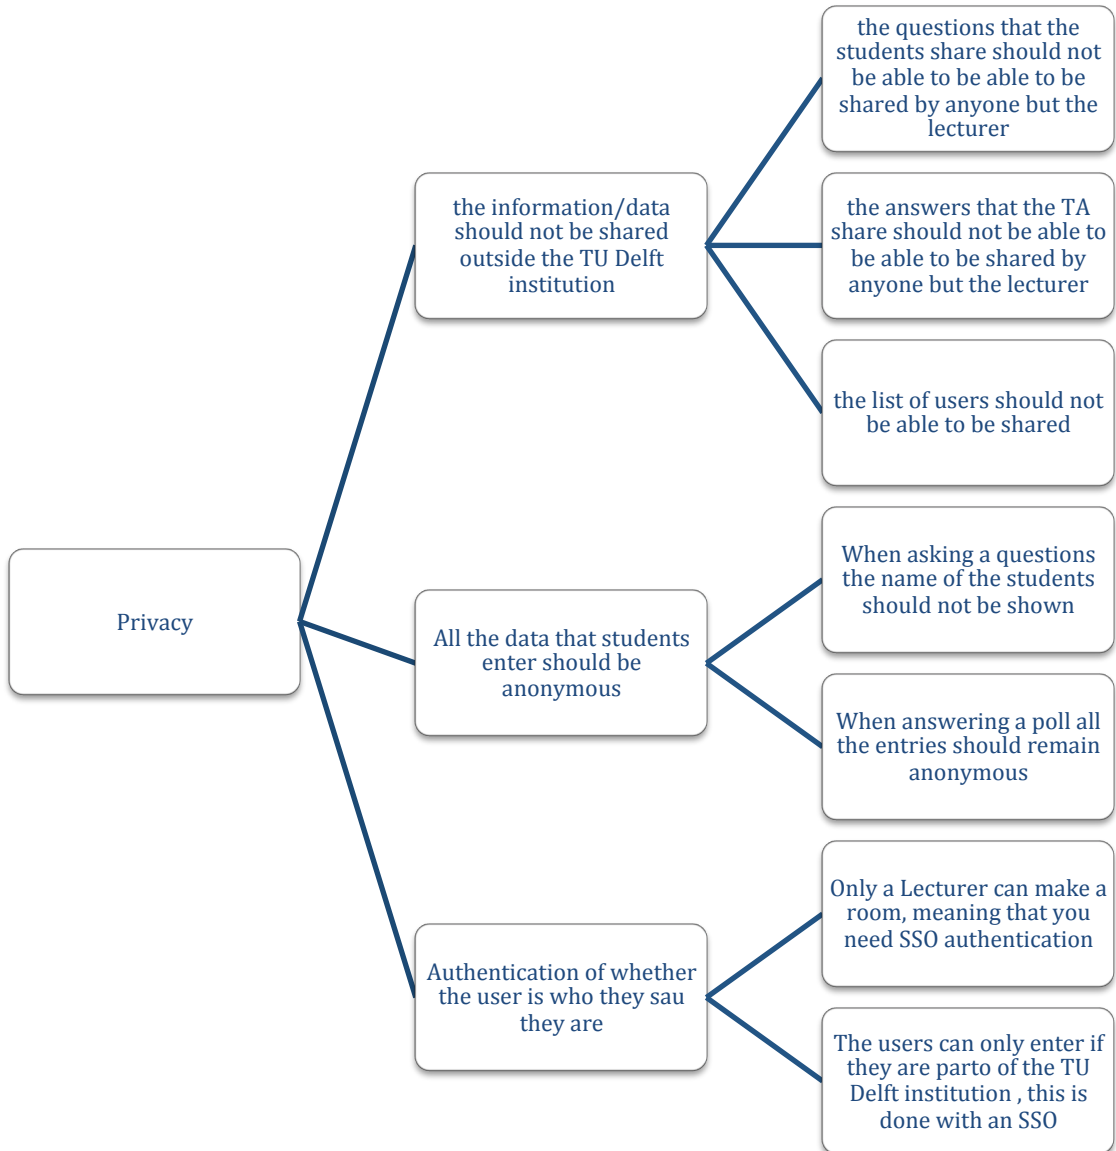 the questions that the
students share should not
be able to be able to be
shared by anyone but the
lecturer
the information/data
should not be shared
outside the TU Delft
institution
the answers that the TA
share should not be able to
be able to be shared by
anyone but the lecturer
the list of users should not
be able to be shared
Privacy
All the data that students
enter should be
anonymous
When asking a questions
the name of the students
should not be shown
When answering a poll all
the entries should remain
anonymous
Authentication of whether
the user is who they sau
they are
Only a Lecturer can make a
room, meaning that you
need SSO authentication
The users can only enter if
they are parto of the TU
Delft institution , this is
done with an SSO